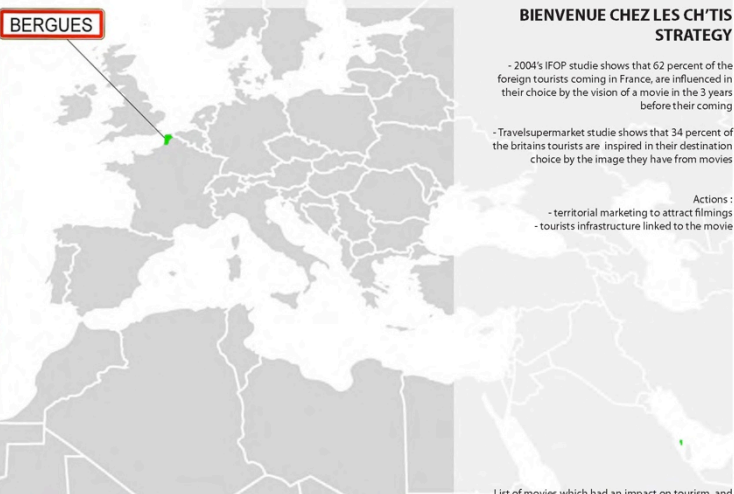 BERGUES
BIENVENUE CHEZ LES CH'TIS
STRATEGY
- 2004's IFOP studie shows that 62 percent of the
foreign tourists coming in France, are influenced in
their choice by the vision of a movie in the 3 years
before their coming
- Travelsupermarket studie shows that 34 percent of
the britains tourists are inspired in their destination
choice by the image they have from movies
Actions :
- territorial marketing to attract filmings
- tourists infrastructure linked to the movie
List of movies which had an impact on tourism, and